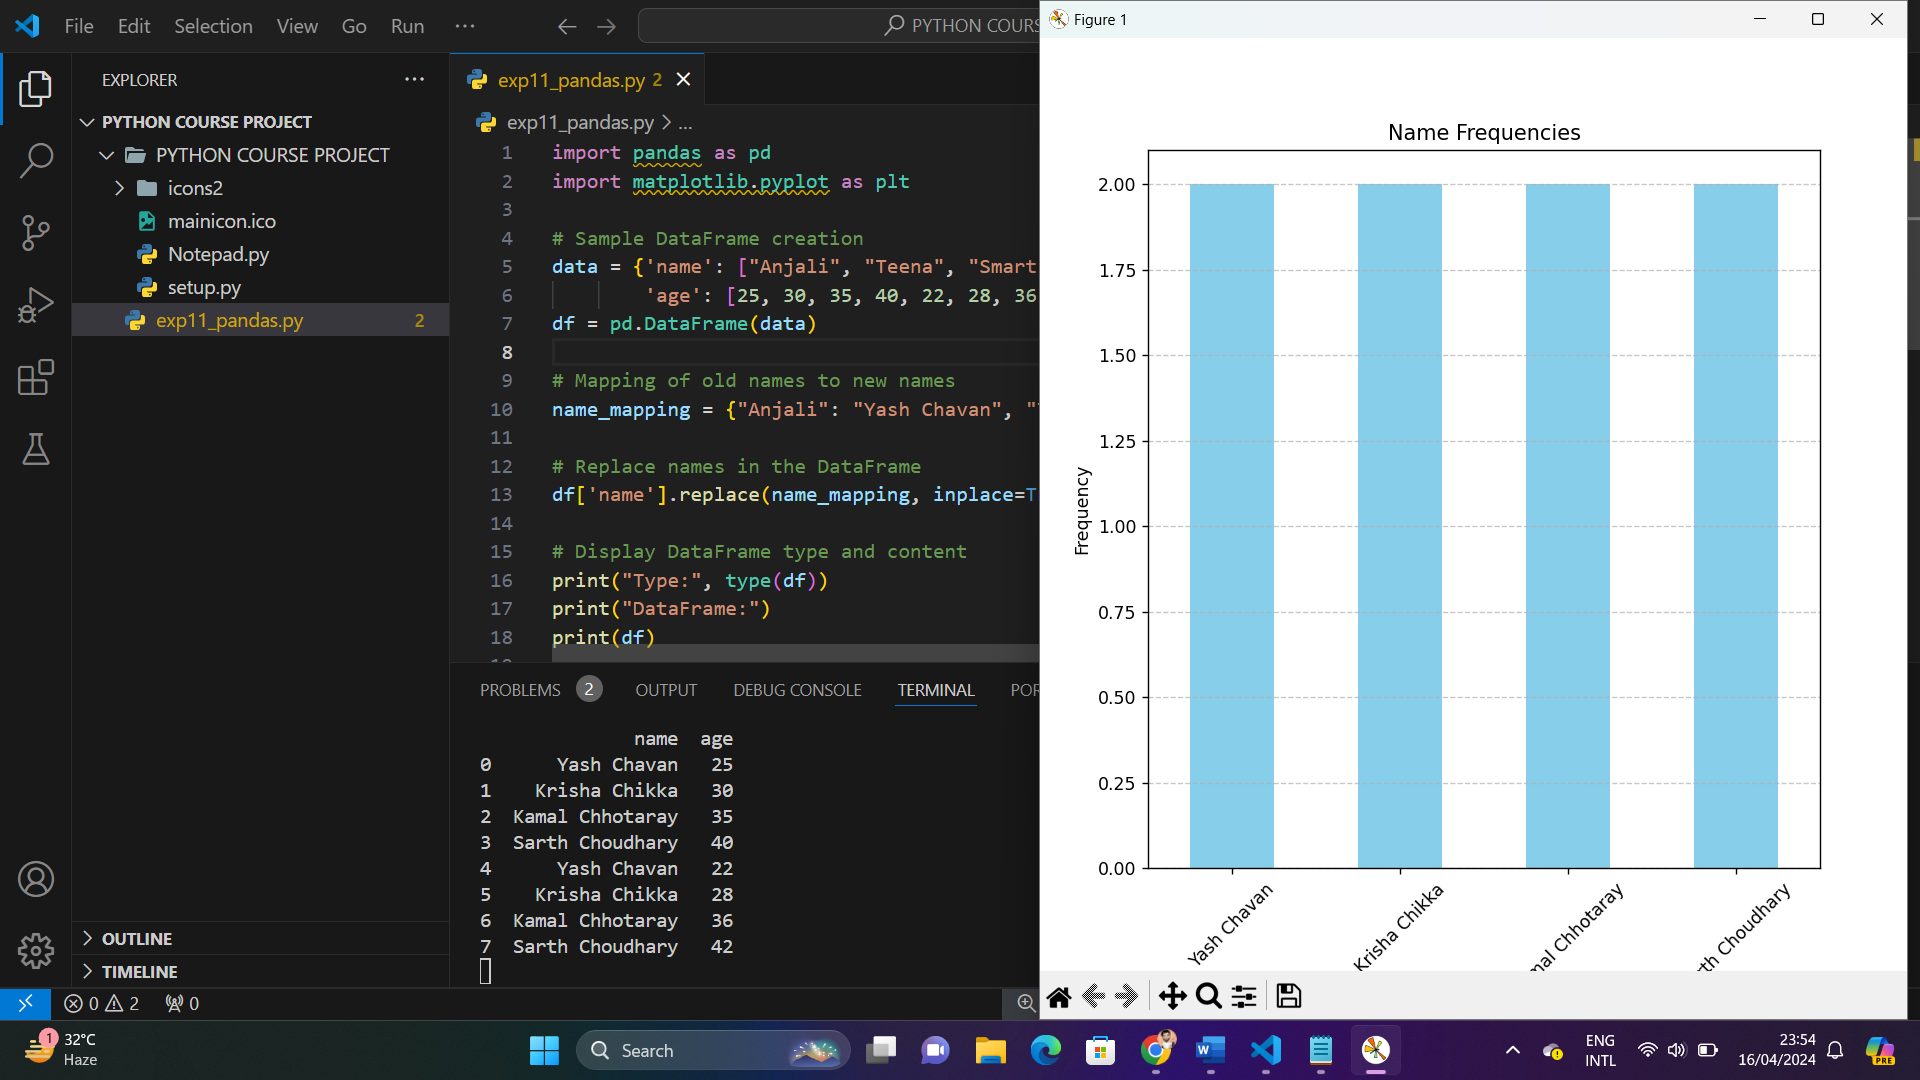 File Edit Selection View Go Run ...
PYTHON COURS
EXPLORER
PYTHON COURSE PROJECT
PYTHON COURSE PROJECT
icons2
mainicon.ico
Notepad.py
setup.py
exp11_pandas.py 2
OUTLINE
TIMELINE
exp11_pandas.py 2
exp11_pandas.py > ...
1 import pandas as pd
2 import matplotlib.pyplot as plt
3
4 # Sample DataFrame creation
5 data = {'name': ["Anjali", "Teena", "Smart
6 'age': [25, 30, 35, 40, 22, 28, 36
7 df = pd.DataFrame(data)
8
9 # Mapping of old names to new names
10 name_mapping = {"Anjali": "Yash Chavan", "
11
12 # Replace names in the DataFrame
13 df['name'].replace(name_mapping, inplace=T
14
15 # Display DataFrame type and content
16 print("Type:", type(df))
17 print("DataFrame:")
18 print(df)
PROBLEMS 2 OUTPUT DEBUG CONSOLE TERMINAL POR
name age
0 Yash Chavan 25
1 Krisha Chikka 30
2 Kamal Chhotaray 35
3 Sarth Choudhary 40
4 Yash Chavan 22
5 Krisha Chikka 28
6 Kamal Chhotaray 36
7 Sarth Choudhary 42
0 2 0
Figure 1
Name Frequencies
2.00
1.75
1.50
1.25
1.00
0.75
0.50
0.25
0.00
Frequency
Yash Chavan
Krisha Chikka
mal Chhotaray
rth Choudhary
1
32°C
Haze
Search
ENG
INTL
23:54
16/04/2024
PRE